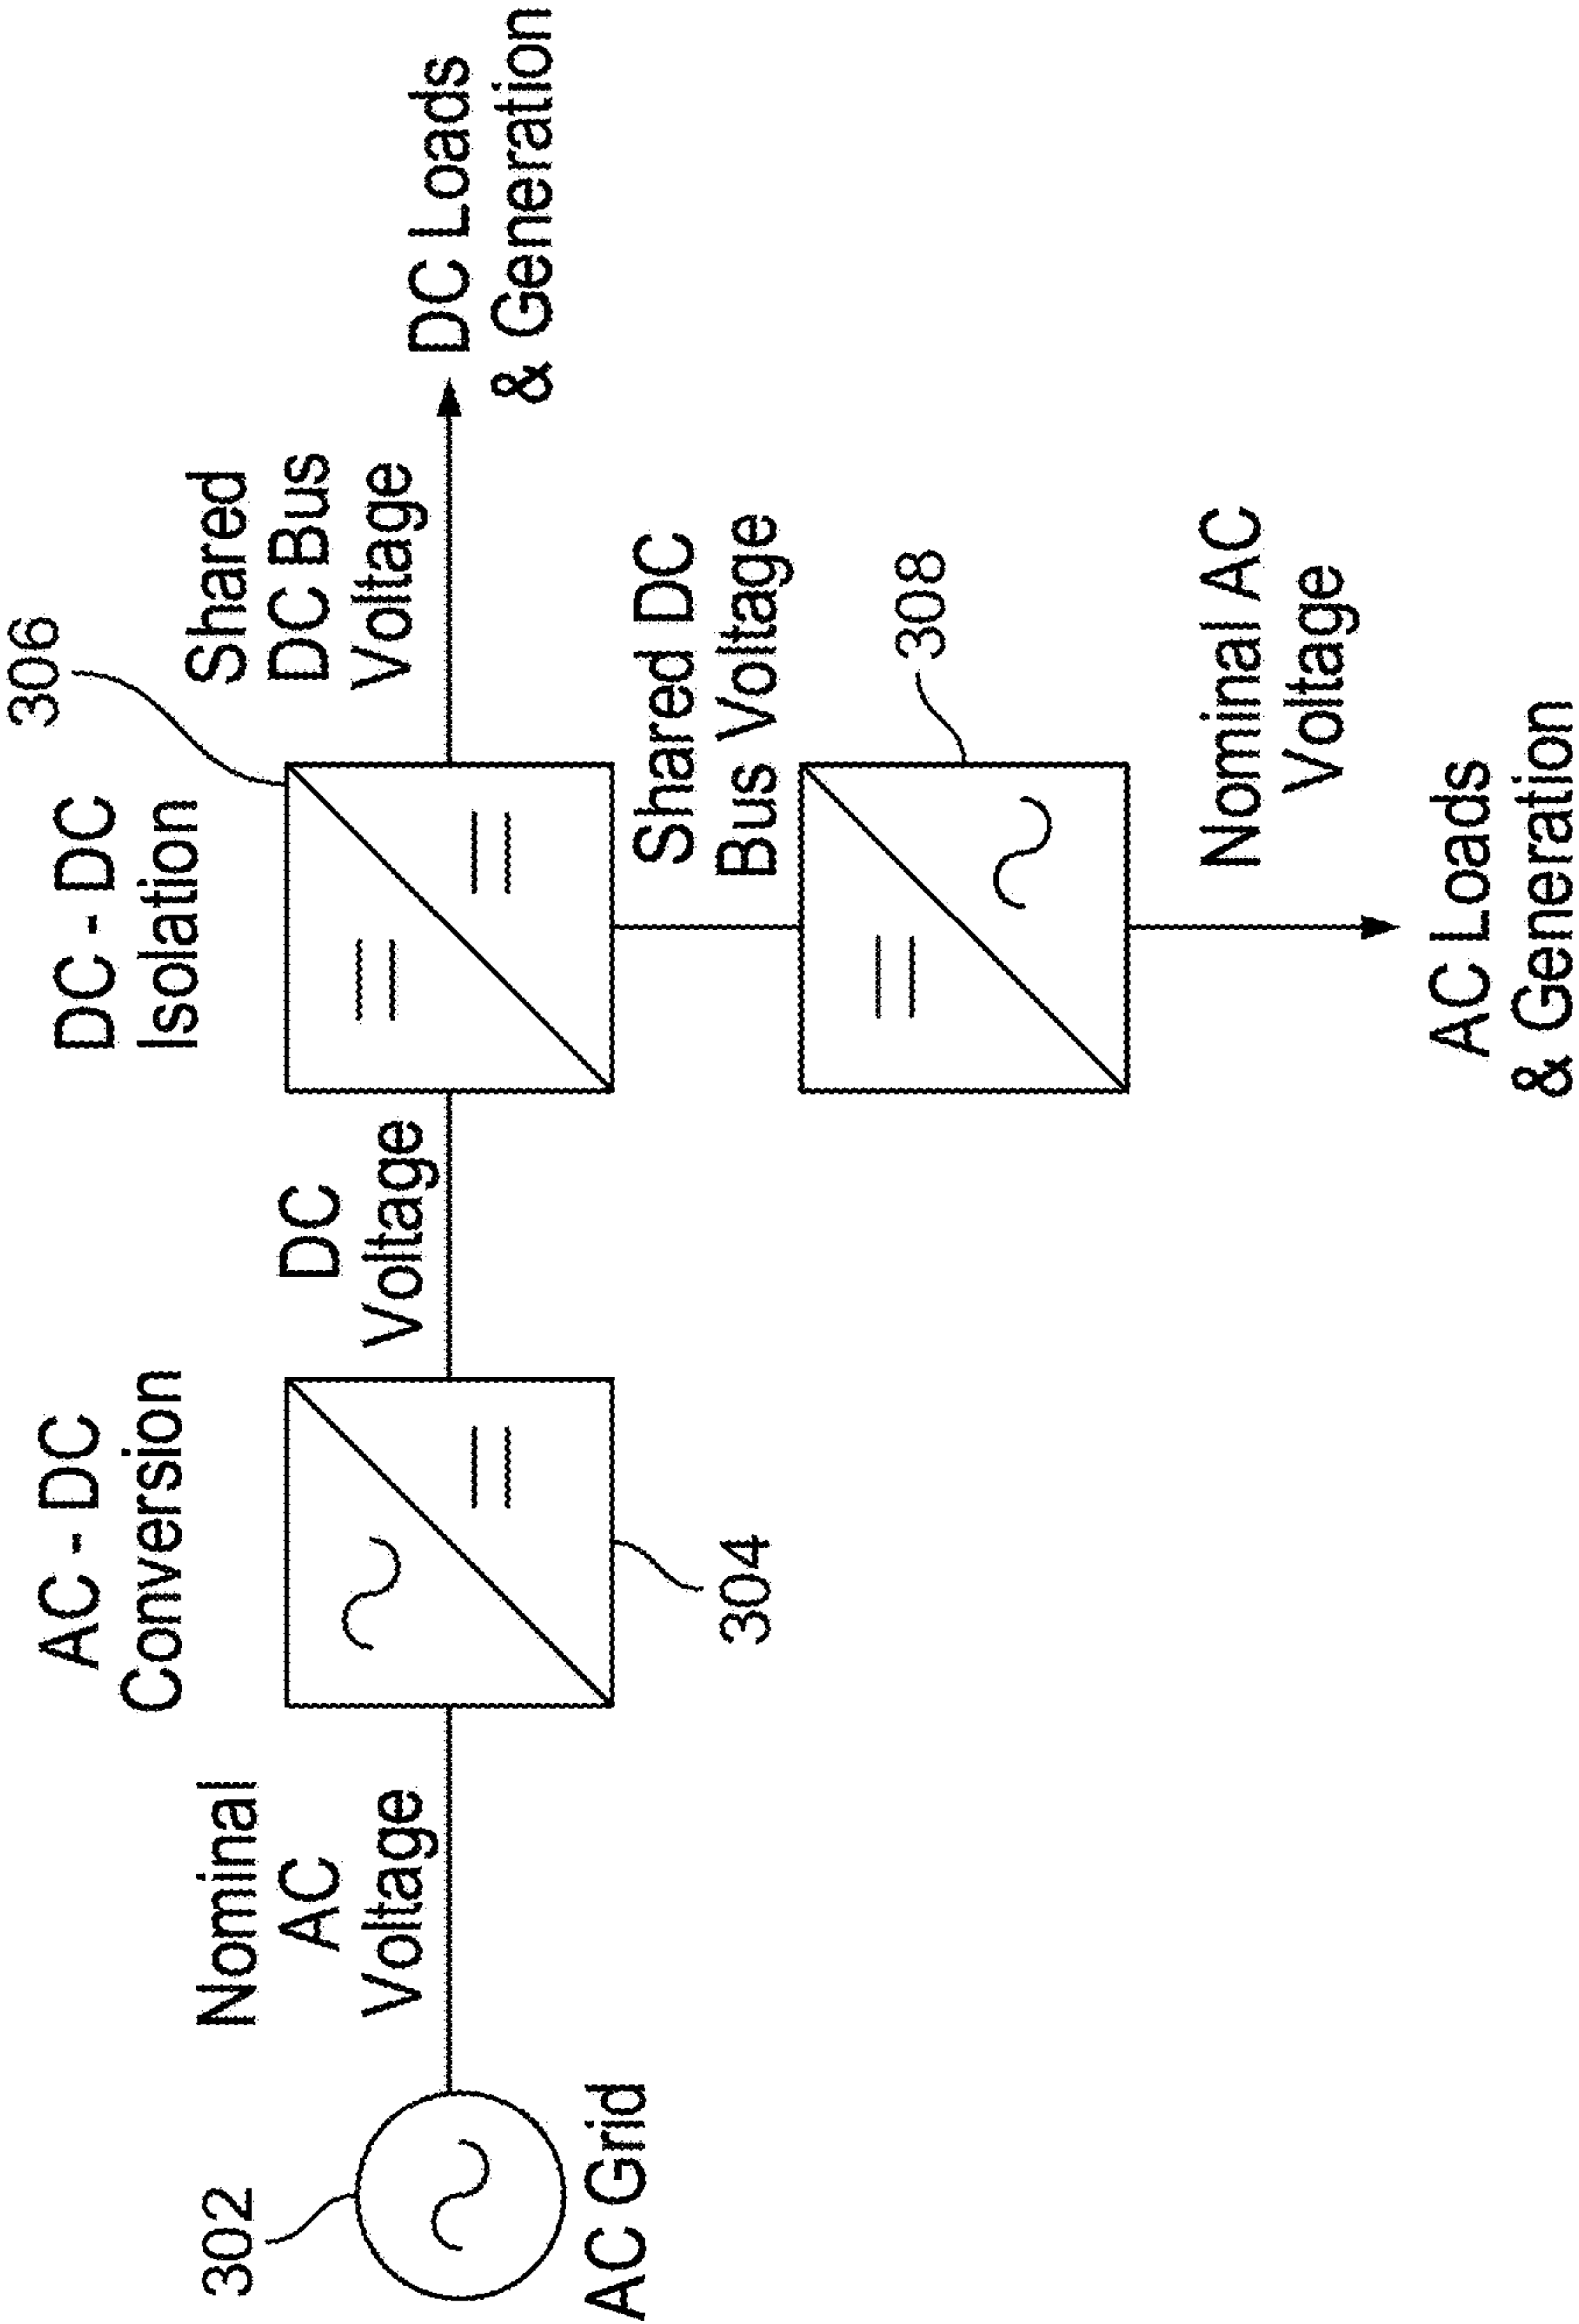 306
DC - DC
Isolation
AC - DC
Conversion
Shared
DC Bus
Voltage
DC
Voltage
Nominal
AC
Voltage
302
DC Loads
& Generation
AC Grid
304
Shared DC
Bus Voltage
308
Nominal AC
Voltage
AC Loads
& Generation